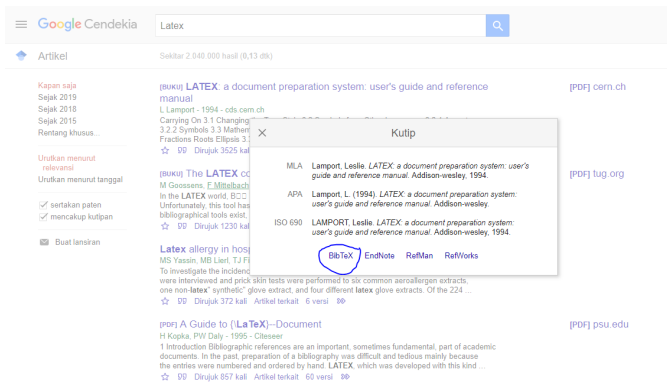 Google Cendekia
Latex
Artikel
Sekitar 2.040.000 hasil (0,13 dtk)
Kapan saja
Sejak 2019
Sejak 2018
Sejak 2015
Rentang khusus...
Urutkan menurut
relevansi
Urutkan menurut tanggal
sertakan paten
mencakup kutipan
Buat lansiran
[BUKU] LATEX: a document preparation system: user's guide and reference
manual
[PDF] cern.ch
L Lamport - 1994 - cds.cern.ch
Carrying On 3.1 Changing
3.2.2 Symbols 3.3 Mathem
Fractions Roots Ellipsis 3.
Dirujuk 3525 kal
[BUKU] The LATEX co
[PDF] tug.org
M Goossens, F Mittelbach
In the LATEX world, B
Unfortunately, this tool has
bibliographical tools exist,
Dirujuk 1230 kal
Kutip
MLA Lamport, Leslie. LATEX: a document preparation system: user's
guide and reference manual. Addison-wesley, 1994.
APA Lamport, L. (1994). LATEX: a document preparation system:
user's guide and reference manual. Addison-wesley.
ISO 690 LAMPORT, Leslie. LATEX: a document preparation system:
user's guide and reference manual. Addison-wesley, 1994.
BibTeX EndNote RefMan RefWorks
Latex allergy in hosp
MS Yassin, MB Lierl, TJ Fi
To investigate the incidenc
were interviewed and prick skin tests were performed to six common aeroallergen extracts,
one non-latex" synthetic" glove extract, and four different latex glove extracts. Of the 224 ...
Dirujuk 372 kali Artikel terkait 6 versi
[PDF] A Guide to {\LaTeX}--Document
[PDF] psu.edu
H Kopka, PW Daly - 1995 - Citeseer
1 Introduction Bibliographic references are an important, sometimes fundamental, part of academic
documents. In the past, preparation of a bibliography was difficult and tedious mainly because
the entries were numbered and ordered by hand. LATEX, which was developed with this kind ...
Dirujuk 857 kali Artikel terkait 60 versi